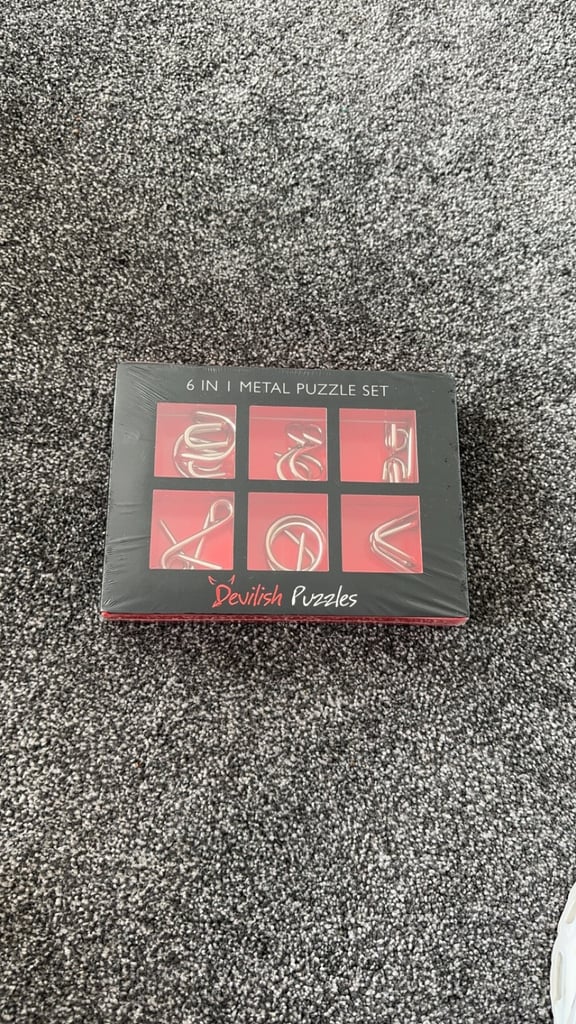 6 IN 1 METAL PUZZLE SET
Devilish Puzzles